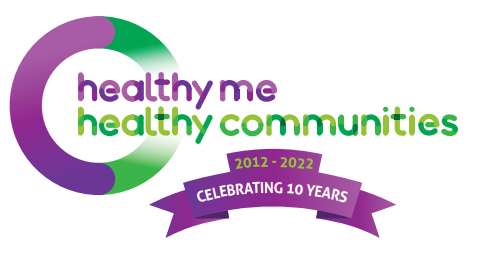 healthy me
healthy communities
2012 - 2022
CELEBRATING 10 YEARS